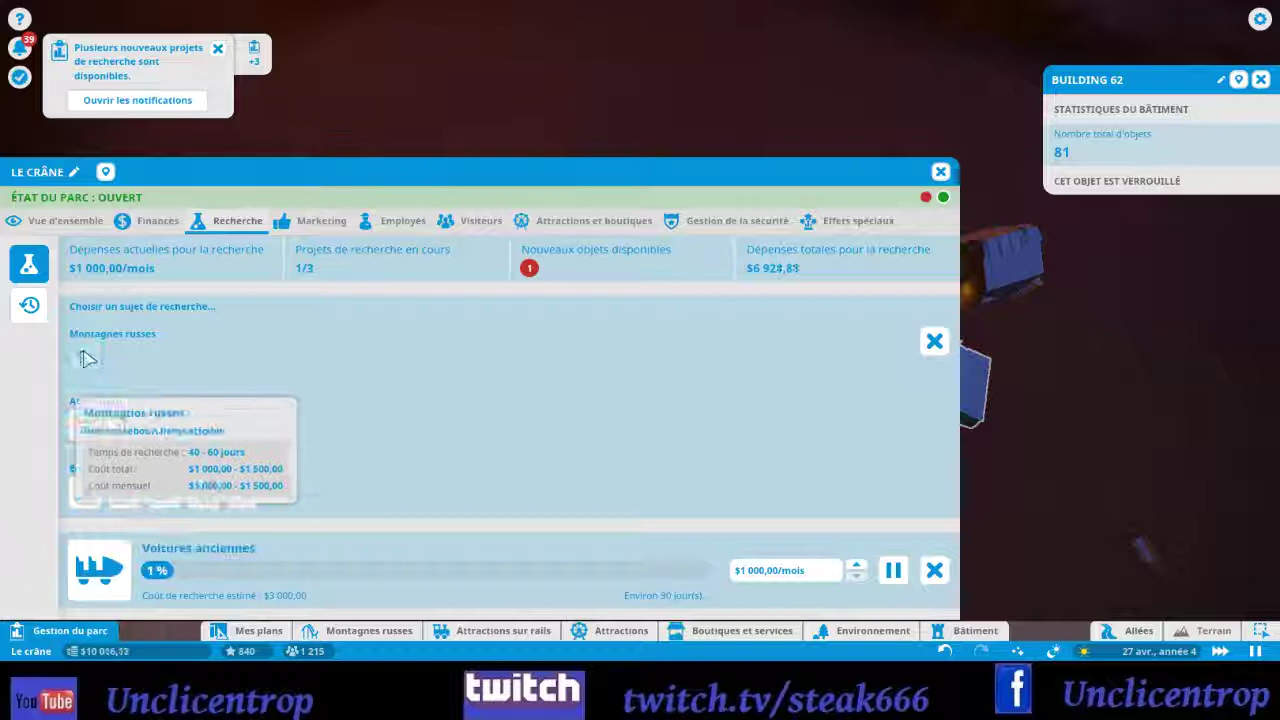 ?
39
Plusieurs nouveaux projets
de recherche sont
disponibles.
+3
Ouvrir les notifications
BUILDING 62
STATISTIQUES DU BÂTIMENT
Nombre total d'objets
81
CET OBJET EST VERROUILLÉ
LE CRÂNE
ÉTAT DU PARC : OUVERT
Vue d'ensemble
Finances
Recherche
Marketing
Employés
Visiteurs
Attractions et boutiques
Gestion de la sécurité
Effets spéciaux
Dépenses actuelles pour la recherche
$1 000,00/mois
Projets de recherche en cours
1/3
Nouveaux objets disponibles
1
Dépenses totales pour la recherche
Choisir un sujet de recherche...
Montagnes russes
Temps de recherche : 40 - 60 jours
Coût total : $1 000,00 - $1 500,00
Coût mensuel
Voitures anciennes
1 %
$1 000,00/mois
Coût de recherche estimé : $3 000,00
Environ 90 jour(s)...
Gestion du parc
Mes plans
Montagnes russes
Attractions sur rails
Attractions
Boutiques et services
Environnement
Bâtiment
Allées
Terrain
Le crâne
840
1 215
27 avr., année 4
YouTube
Unclicentrop
twitch
twitch.tv/steak666
f
Unclicentrop